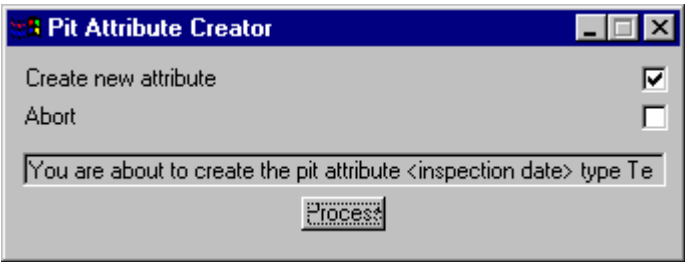 Pit Attribute Creator
Create new attribute
Abort
You are about to create the pit attribute <inspection date> type Te
Process